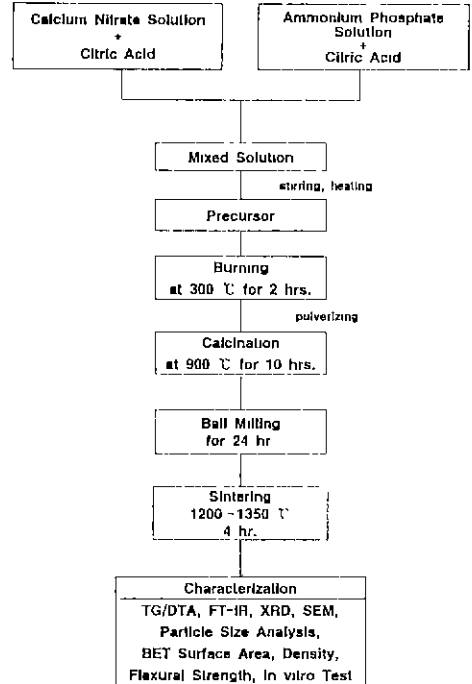 Calcium Nitrate Solution
+
Citric Acid
Ammonium Phosphate
Solution
+
Citric Acid
Mixed Solution
stirring, heating
Precursor
Burning
at 300 ℃ for 2 hrs.
pulverizing
Calcination
at 900 ℃ for 10 hrs.
Ball Milling
for 24 hr
Sintering
1200~1350 ℃
4 hr.
Characterization
TG/DTA, FT-IR, XRD, SEM,
Particle Size Analysis,
BET Surface Area, Density,
Flexural Strength, In vitro Test